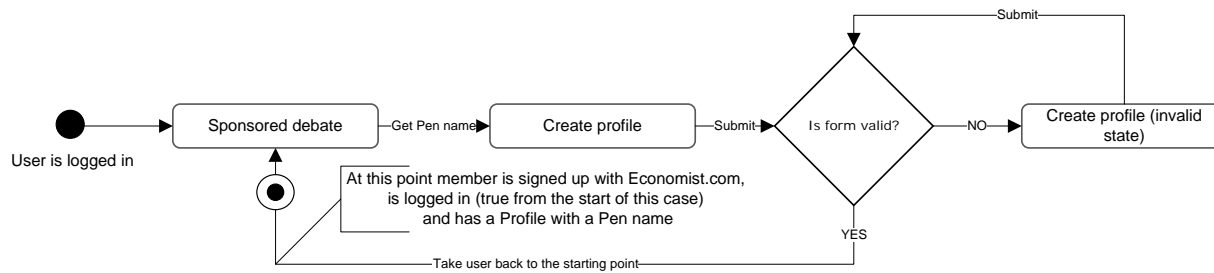 Submit
Sponsored debate
Get Pen name
Create profile
Submit
Is form valid?
NO
Create profile (invalid
state)
User is logged in
At this point member is signed up with Economist.com,
is logged in (true from the start of this case)
and has a Profile with a Pen name
YES
Take user back to the starting point